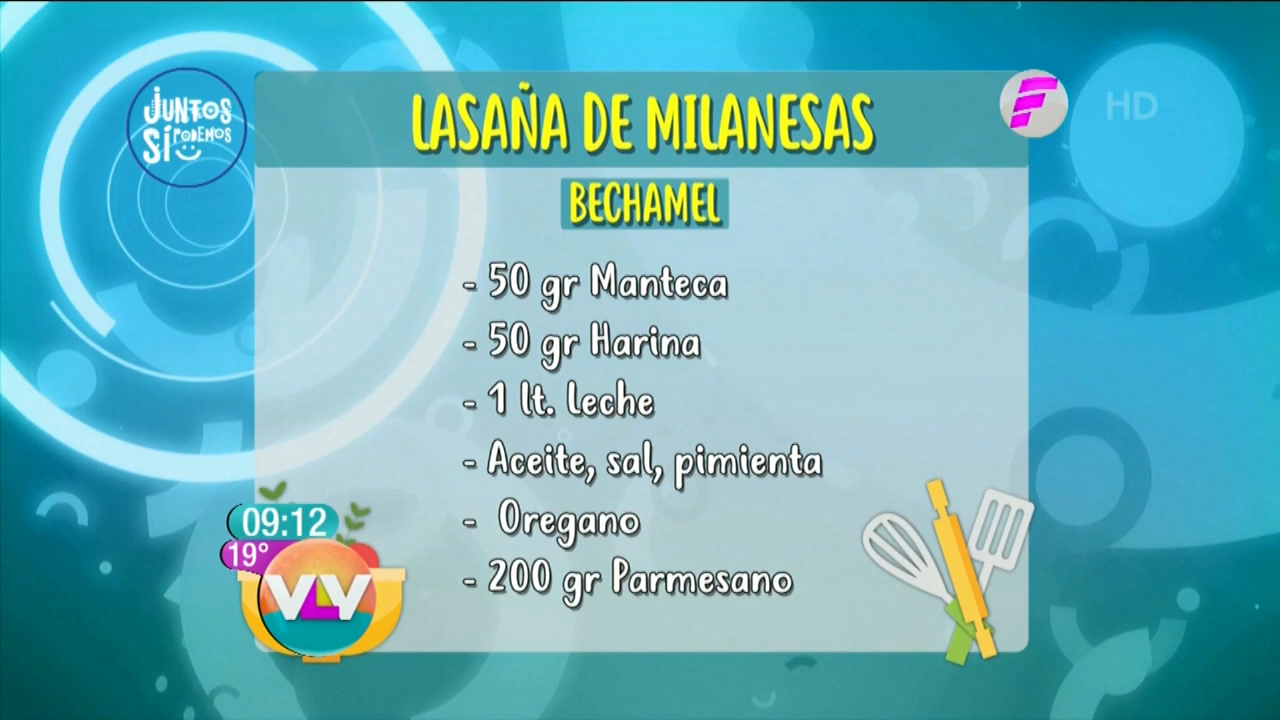 JUNTOS
SÍ PODEMOS
LASAÑA DE MILANESAS
F
HD
BECHAMEL
- 50 gr Manteca
- 50 gr Harina
- 1 lt. Leche
- Aceite, sal, pimienta
- Oregano
- 200 gr Parmesano
09:12
19°
VLV